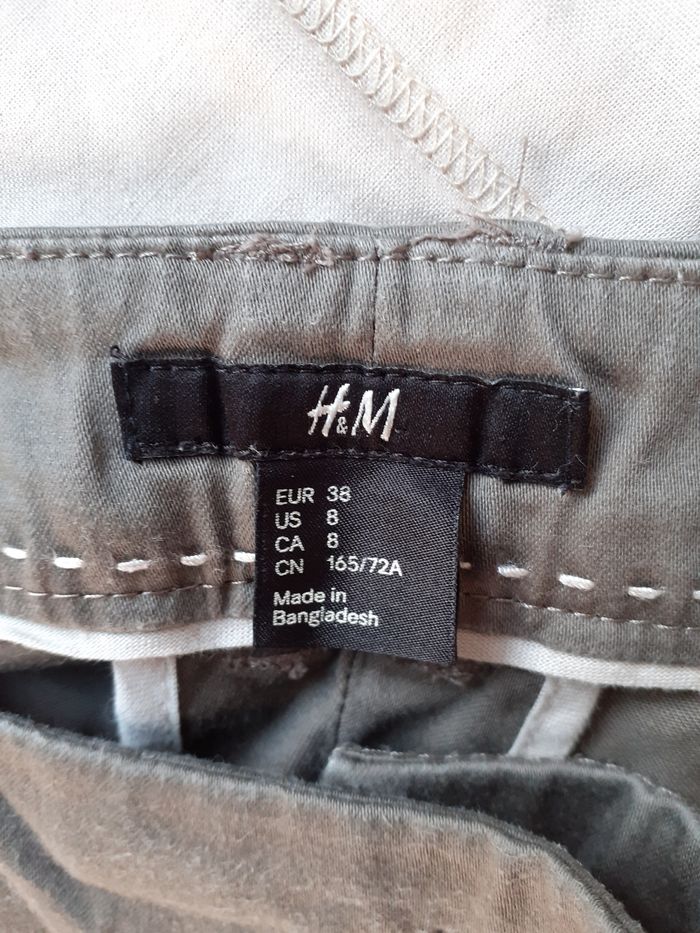 H&M
EUR 38
US 8
CA 8
CN 165/72A
Made in
Bangladesh